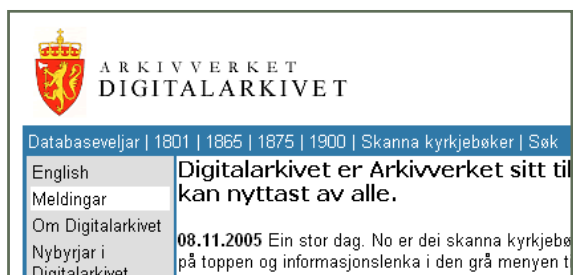 ARKIVVERKET
DIGITALARKIVET
Databaseveljar | 1801 | 1865 | 1875 | 1900 | Skanna kyrkjebøker | Søk
English
Meldingar
Om Digitalarkivet
Nybyrjar i
Digitalarkivet
Digitalarkivet er Arkivverket sitt til
kan nyttast av alle.
08.11.2005 Ein stor dag. No er dei skanna kyrkjebø
på toppen og informasjonslenka i den grå menyen t